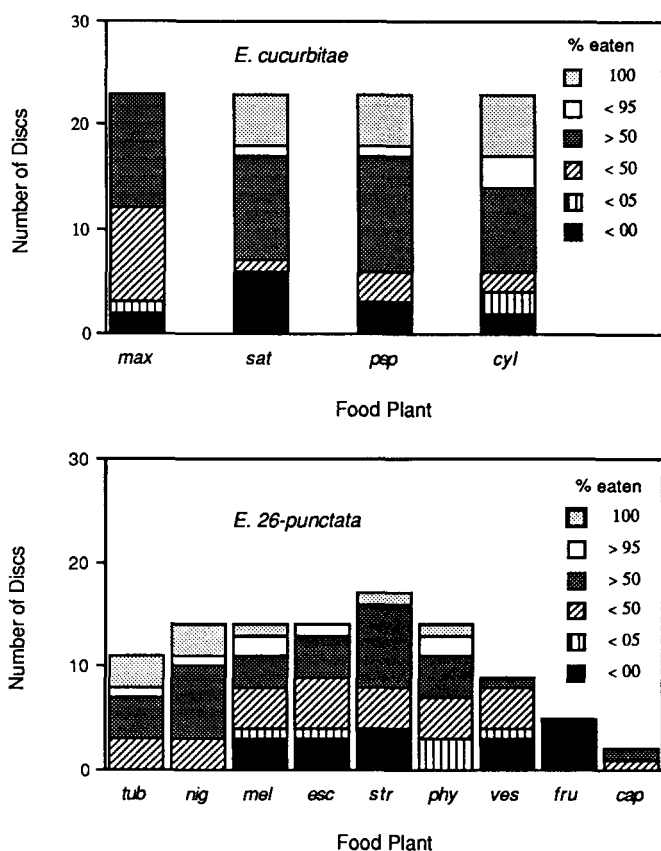 30
20
10
0
Number of Discs
E. cucurbitae
% eaten
100
< 95
> 50
< 50
< 05
< 00
max sat pep cyl
Food Plant
30
20
10
0
Number of Discs
E. 26-punctata
% eaten
100
> 95
> 50
< 50
< 05
< 00
tub nig mel esc str phy ves fru cap
Food Plant